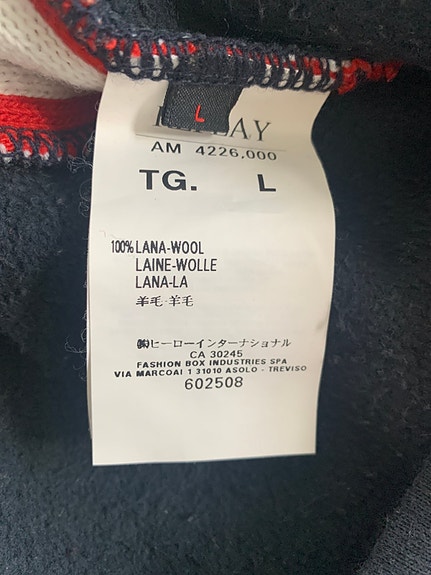 L
AY
AM 4226,000
TG. L
100% LANA-WOOL
LAINE-WOLLE
LANA-LA
羊毛-羊毛
㈱ヒーローインターナショナル
CA 30245
FASHION BOX INDUSTRIES SPA
VIA MARCOAI 1 31010 ASOLO - TREVISO
602508